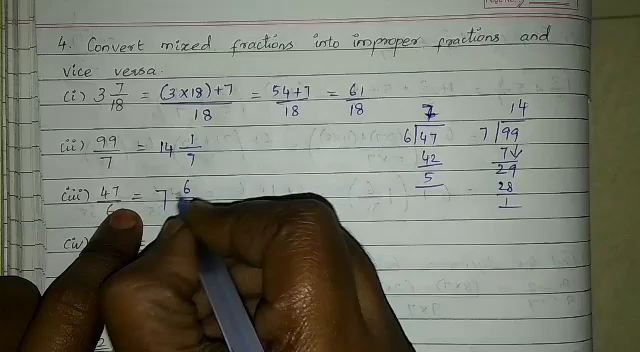 4. Convert mixed fractions into improper fractions and
vice versa.
(i) 3 7/18 = (3×18)+7/18 = 54+7/18 = 61/18
(ii) 99/7 = 14 1/7
(iii) 47/6 = 7 6
(iv) =
7
6 47
42
5
14
7 99
7↓
29
28
1